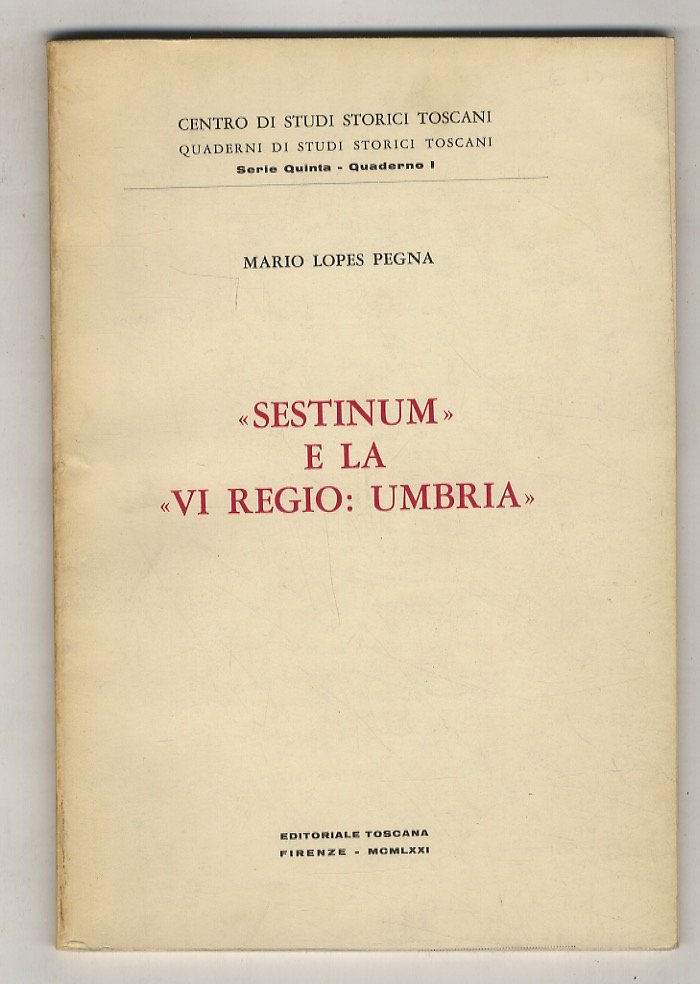 CENTRO DI STUDI STORICI TOSCANI
QUADERNI DI STUDI STORICI TOSCANI
Serie Quinta - Quaderno I
MARIO LOPES PEGNA
«SESTINUM»
E LA
«VI REGIO: UMBRIA»
EDITORIALE TOSCANA
FIRENZE - MCMLXXI